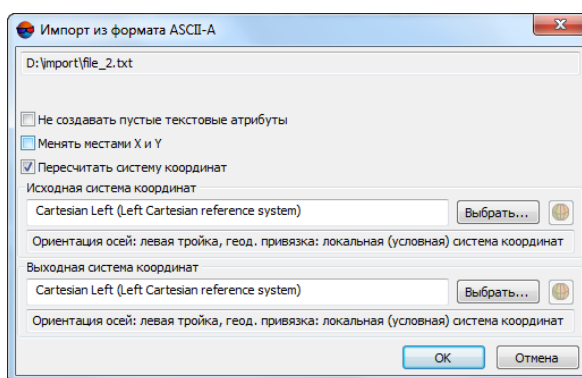 Импорт из формата ASCII-A
D:\import\file_2.txt
Не создавать пустые текстовые атрибуты
Менять местами X и Y
Пересчитать систему координат
Исходная система координат
Cartesian Left (Left Cartesian reference system)
Выбрать...
Ориентация осей: левая тройка, геод. привязка: локальная (условная) система координат
Выходная система координат
Cartesian Left (Left Cartesian reference system)
Выбрать...
Ориентация осей: левая тройка, геод. привязка: локальная (условная) система координат
OK
Отмена